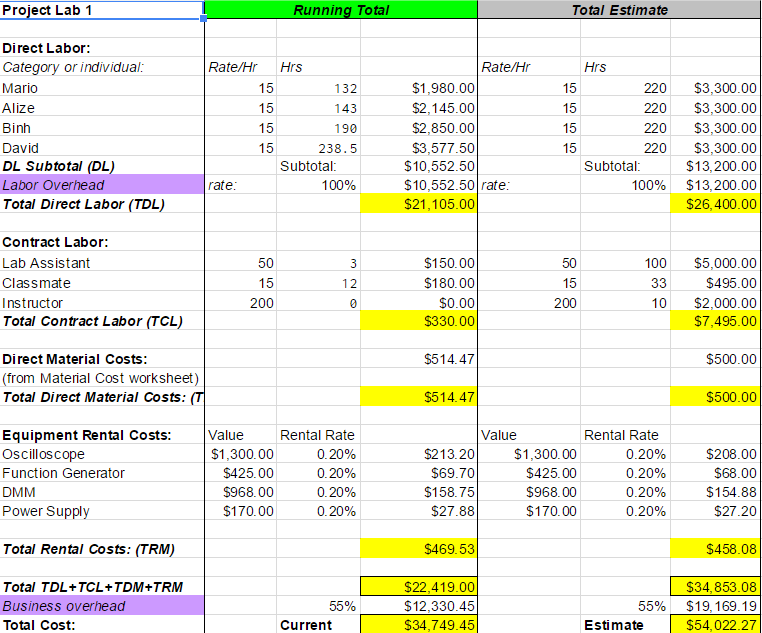 Project Lab 1 Running Total Total Estimate
Direct Labor:
Category or individual: Rate/Hr Hrs Rate/Hr Hrs
Mario 15 132 $1,980.00 15 220 $3,300.00
Alize 15 143 $2,145.00 15 220 $3,300.00
Binh 15 190 $2,850.00 15 220 $3,300.00
David 15 238.5 $3,577.50 15 220 $3,300.00
DL Subtotal (DL) Subtotal: $10,552.50 Subtotal: $13,200.00
Labor Overhead rate: 100% $10,552.50 rate: 100% $13,200.00
Total Direct Labor (TDL) $21,105.00 $26,400.00
Contract Labor:
Lab Assistant 50 3 $150.00 50 100 $5,000.00
Classmate 15 12 $180.00 15 33 $495.00
Instructor 200 0 $0.00 200 10 $2,000.00
Total Contract Labor (TCL) $330.00 $7,495.00
Direct Material Costs: $514.47 $500.00
(from Material Cost worksheet)
Total Direct Material Costs: (T $514.47 $500.00
Equipment Rental Costs: Value Rental Rate Value Rental Rate
Oscilloscope $1,300.00 0.20% $213.20 $1,300.00 0.20% $208.00
Function Generator $425.00 0.20% $69.70 $425.00 0.20% $68.00
DMM $968.00 0.20% $158.75 $968.00 0.20% $154.88
Power Supply $170.00 0.20% $27.88 $170.00 0.20% $27.20
Total Rental Costs: (TRM) $469.53 $458.08
Total TDL+TCL+TDM+TRM $22,419.00 $34,853.08
Business overhead 55% $12,330.45 55% $19,169.19
Total Cost: Current $34,749.45 Estimate $54,022.27